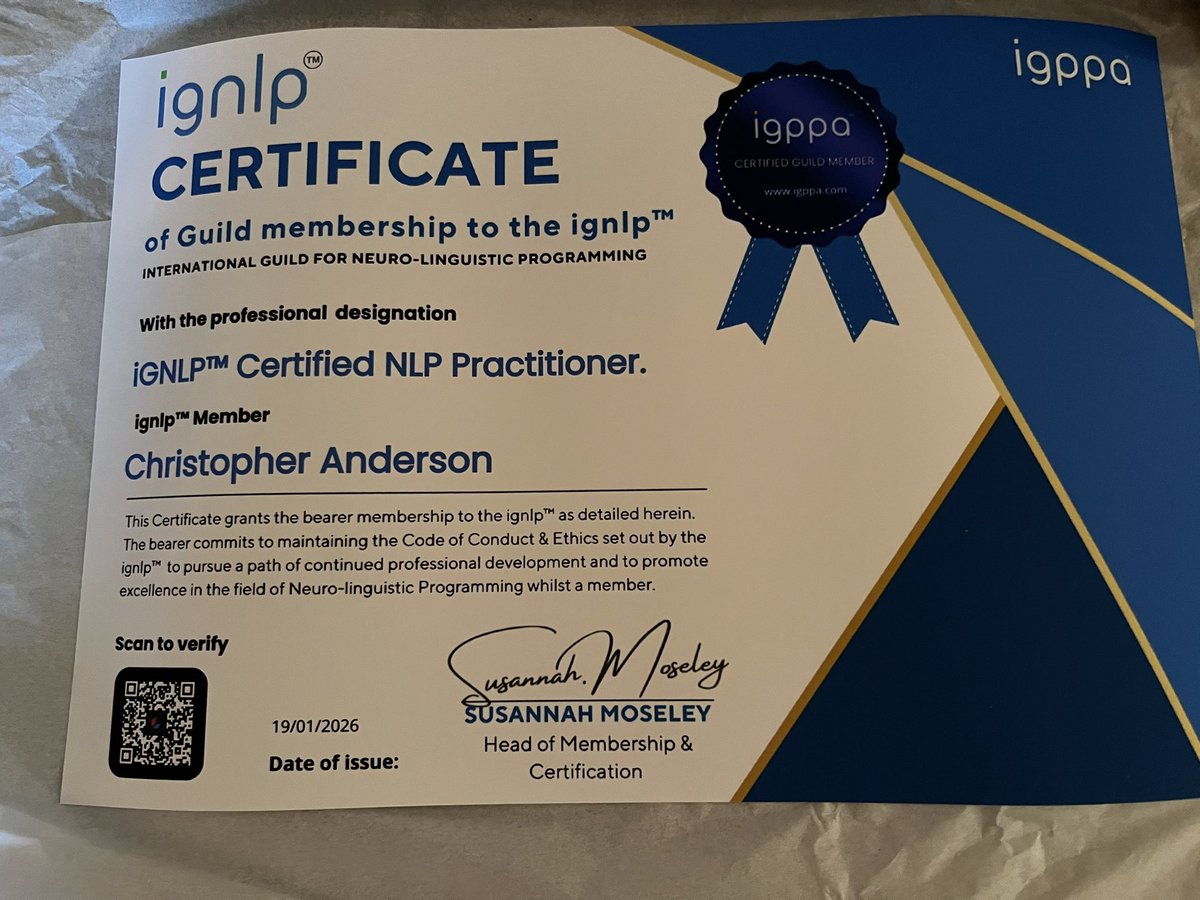 ignlp™
CERTIFICATE
of Guild membership to the ignlp™
INTERNATIONAL GUILD FOR NEURO-LINGUISTIC PROGRAMMING
With the professional designation
iGNLP™ Certified NLP Practitioner.
ignlp™ Member
Christopher Anderson
This Certificate grants the bearer membership to the ignlp™ as detailed herein.
The bearer commits to maintaining the Code of Conduct & Ethics set out by the
ignlp™ to pursue a path of continued professional development and to promote
excellence in the field of Neuro-linguistic Programming whilst a member.
Scan to verify
19/01/2026
Date of issue:
Susannah. Moseley
SUSANNAH MOSELEY
Head of Membership &
Certification
igppa
CERTIFIED GUILD MEMBER
www.igppa.com
igppa